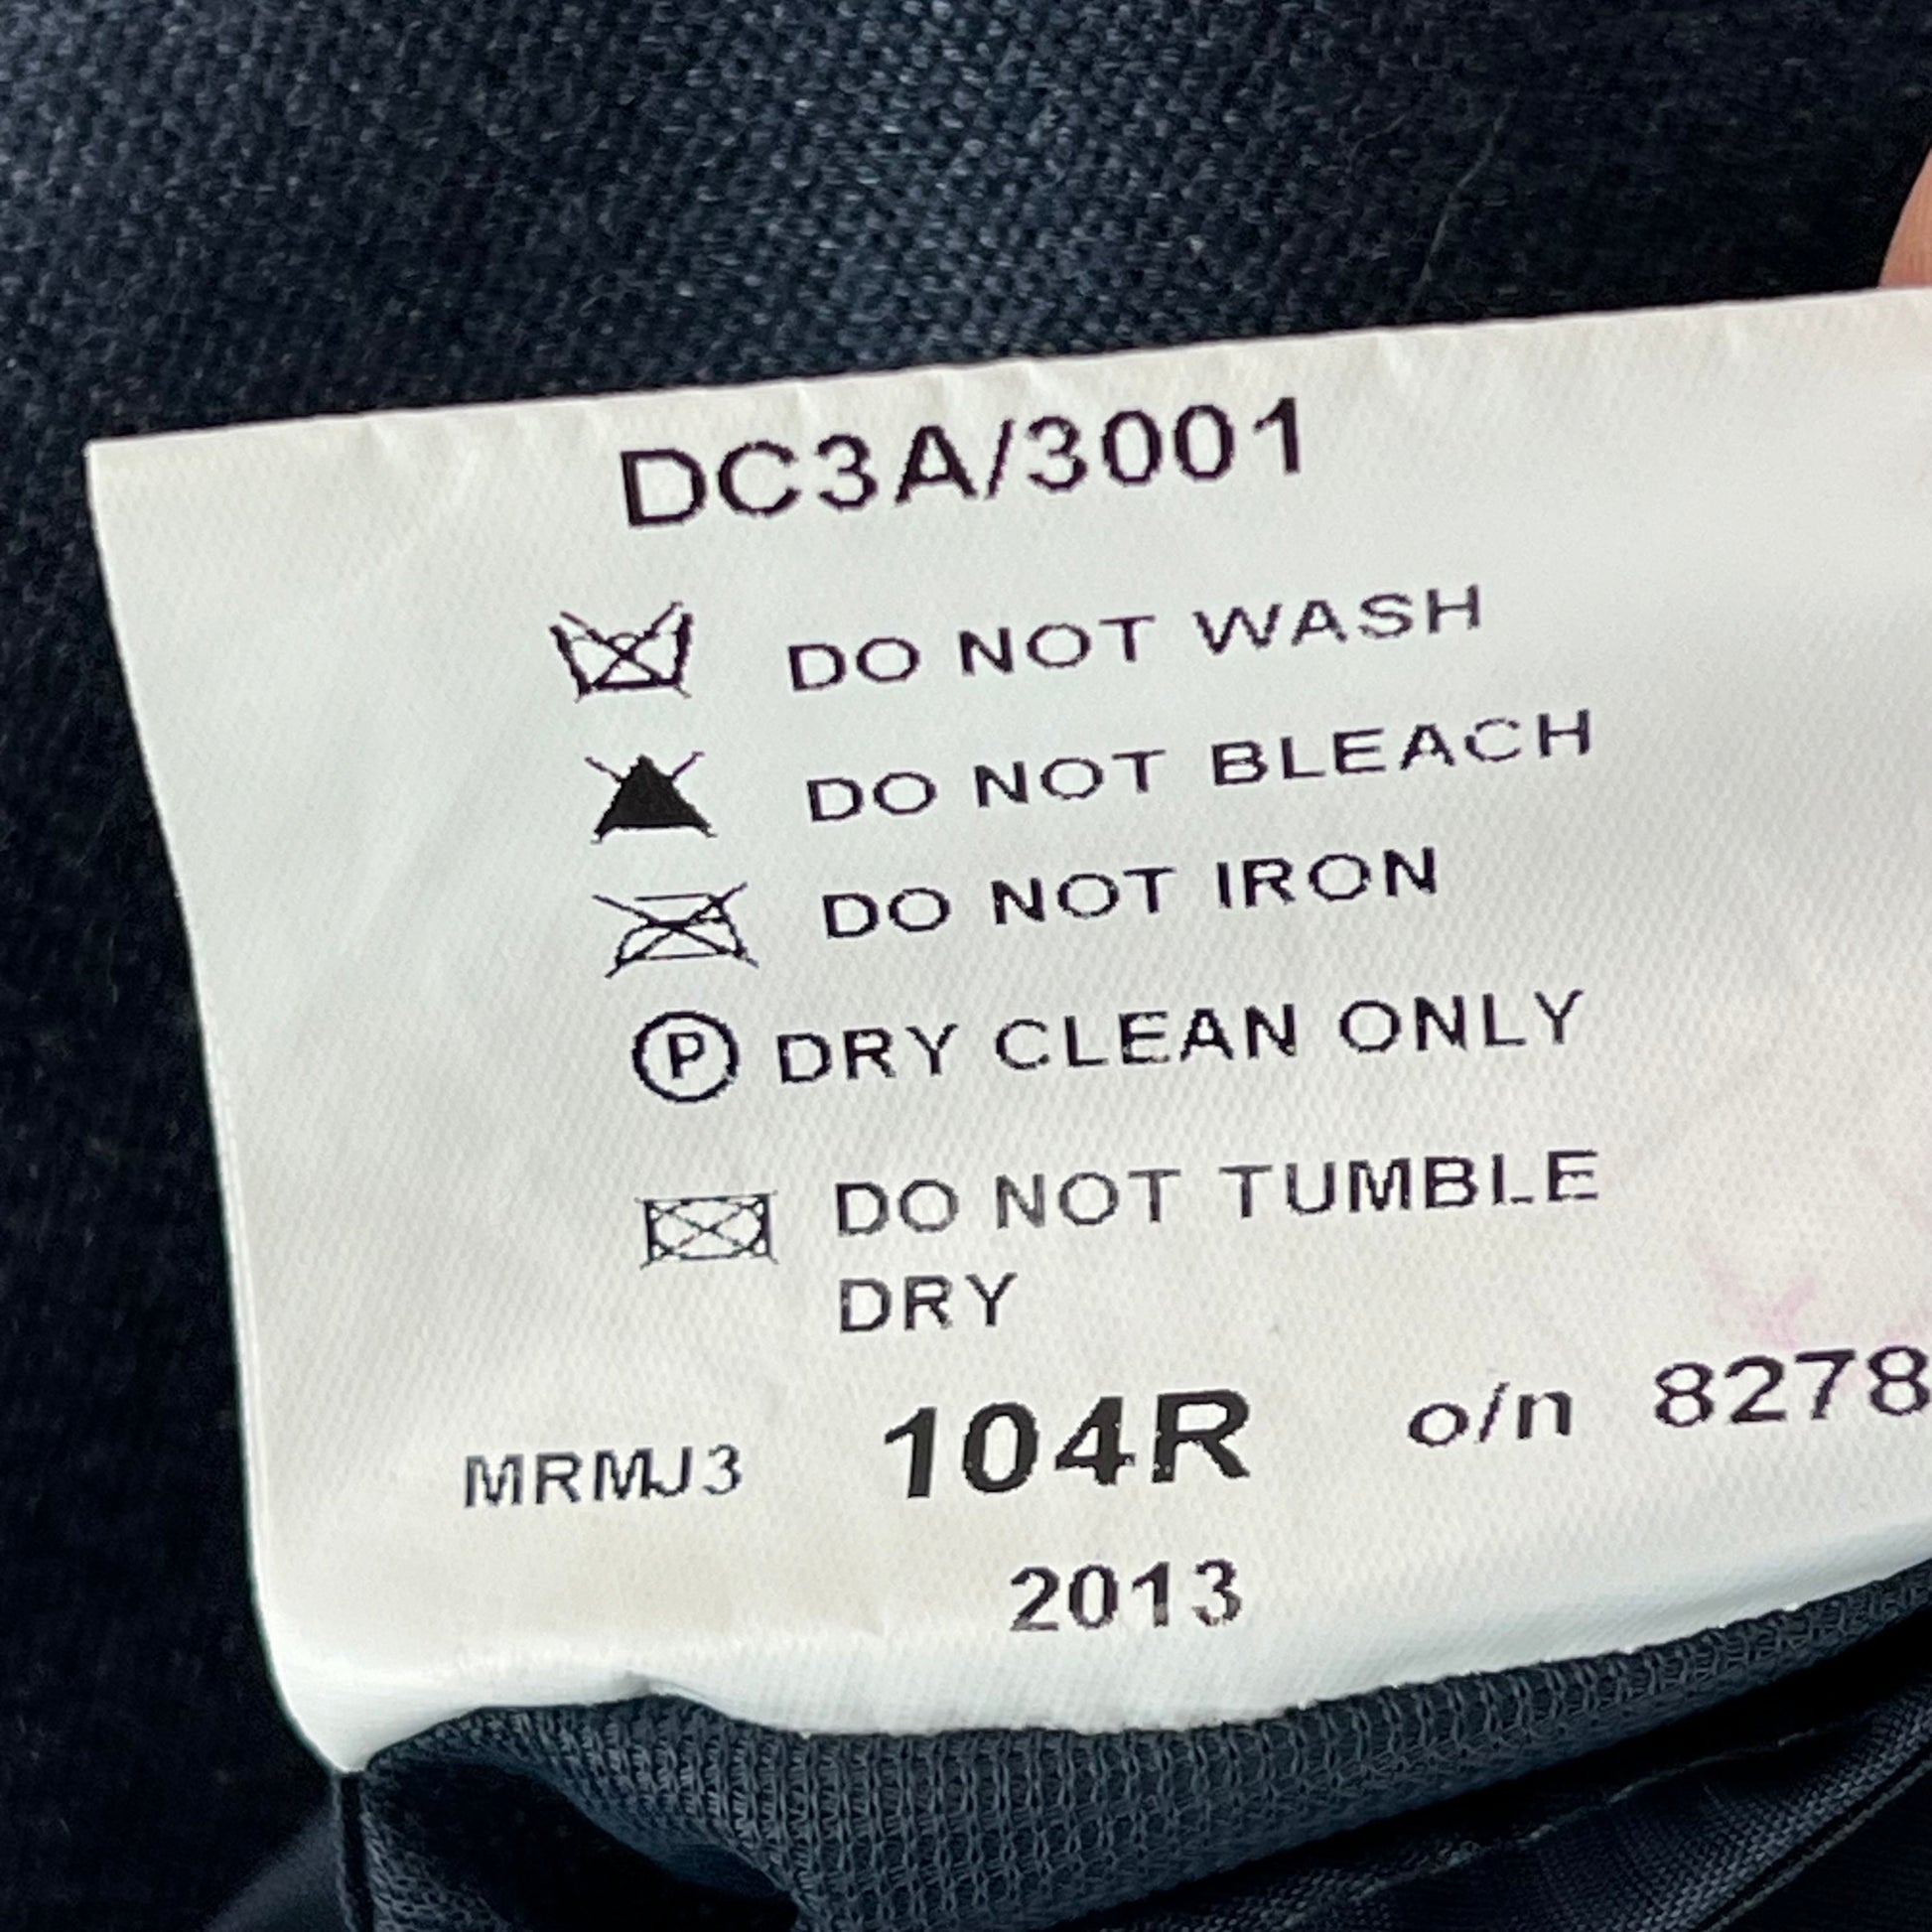 DC3A/3001
DO NOT WASH
DO NOT BLEACH
DO NOT IRON
P DRY CLEAN ONLY
DO NOT TUMBLE
DRY
MRMJ3 104R o/n 8278
2013